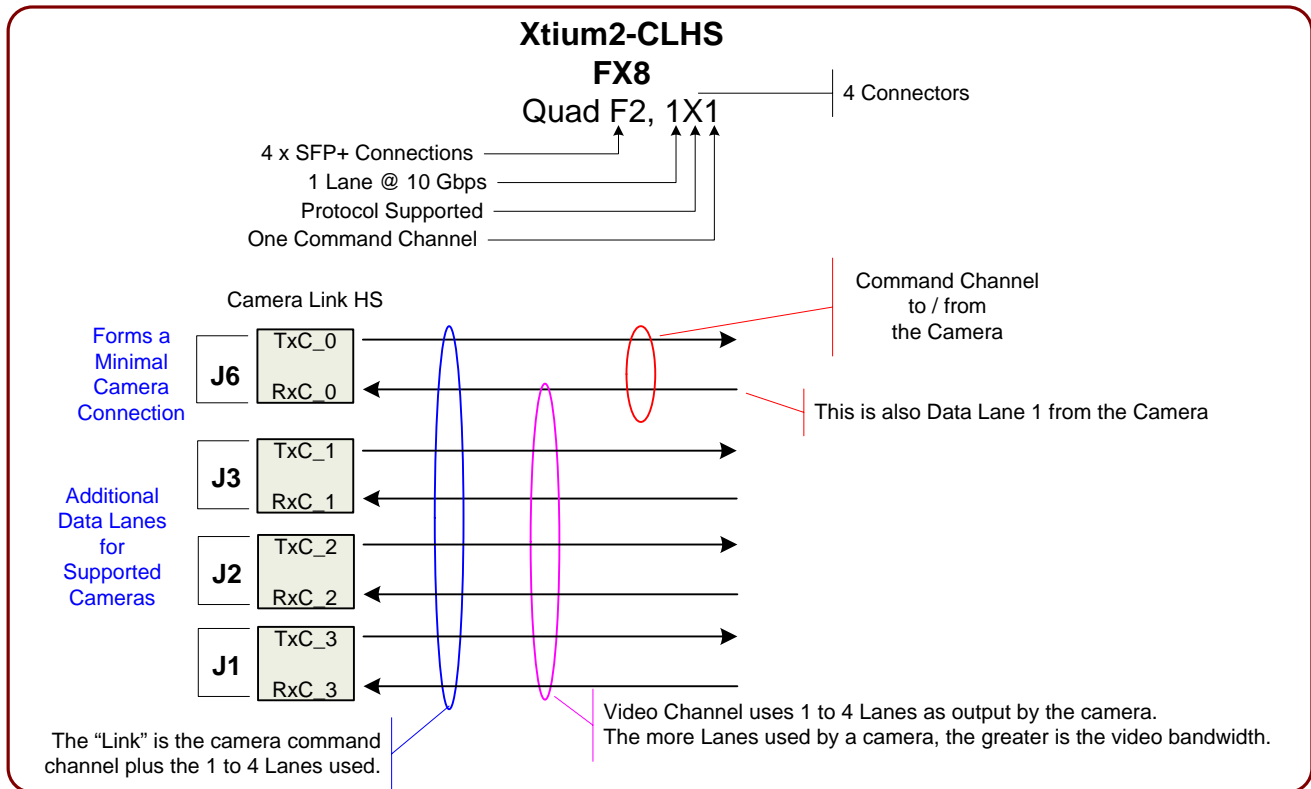 Xtium2-CLHS
FX8
Quad F2, 1X1
4 Connectors
4 x SFP+ Connections
1 Lane @ 10 Gbps
Protocol Supported
One Command Channel
Camera Link HS
Command Channel
to / from
the Camera
Forms a
Minimal
Camera
Connection
J6
TxC_0
RxC_0
This is also Data Lane 1 from the Camera
J3
TxC_1
RxC_1
Additional
Data Lanes
for
Supported
Cameras
J2
TxC_2
RxC_2
J1
TxC_3
RxC_3
Video Channel uses 1 to 4 Lanes as output by the camera.
The more Lanes used by a camera, the greater is the video bandwidth.
The “Link” is the camera command
channel plus the 1 to 4 Lanes used.